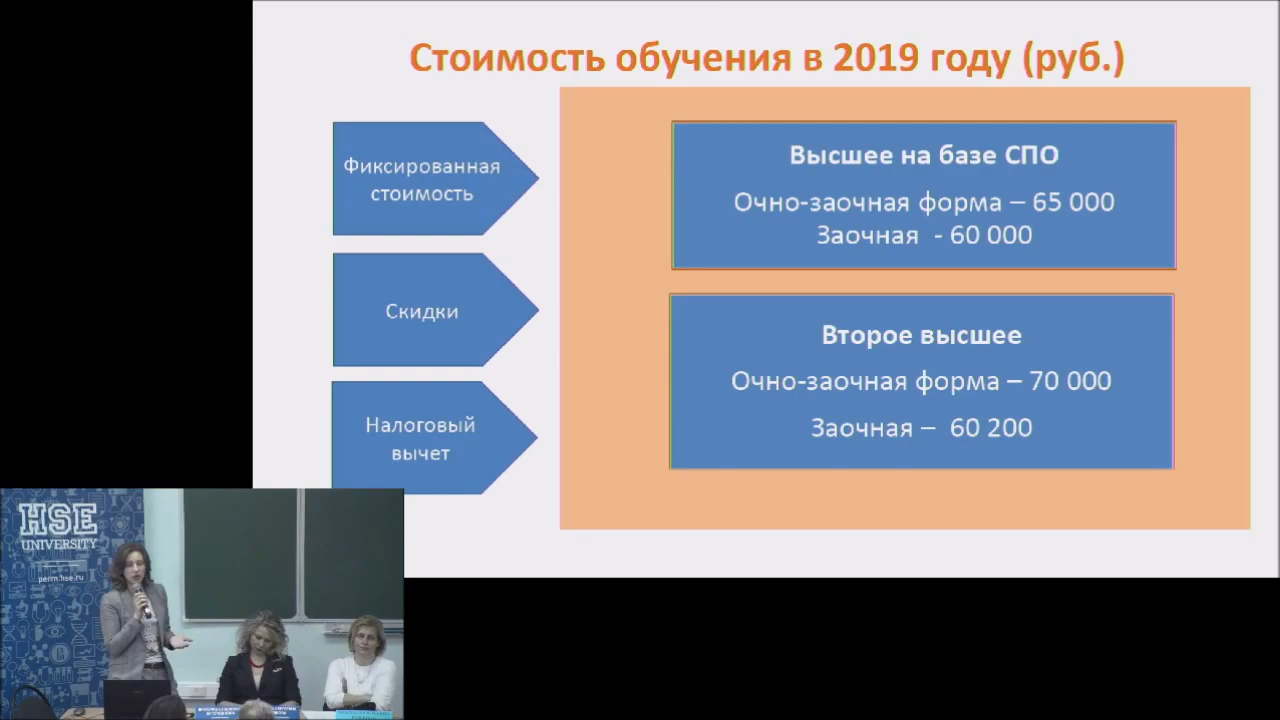 Стоимость обучения в 2019 году (руб.)
Фиксированная
стоимость
Скидки
Налоговый
вычет
Высшее на базе СПО
Очно-заочная форма – 65 000
Заочная - 60 000
Второе высшее
Очно-заочная форма – 70 000
Заочная – 60 200
HSE
UNIVERSITY
perm.hse.ru